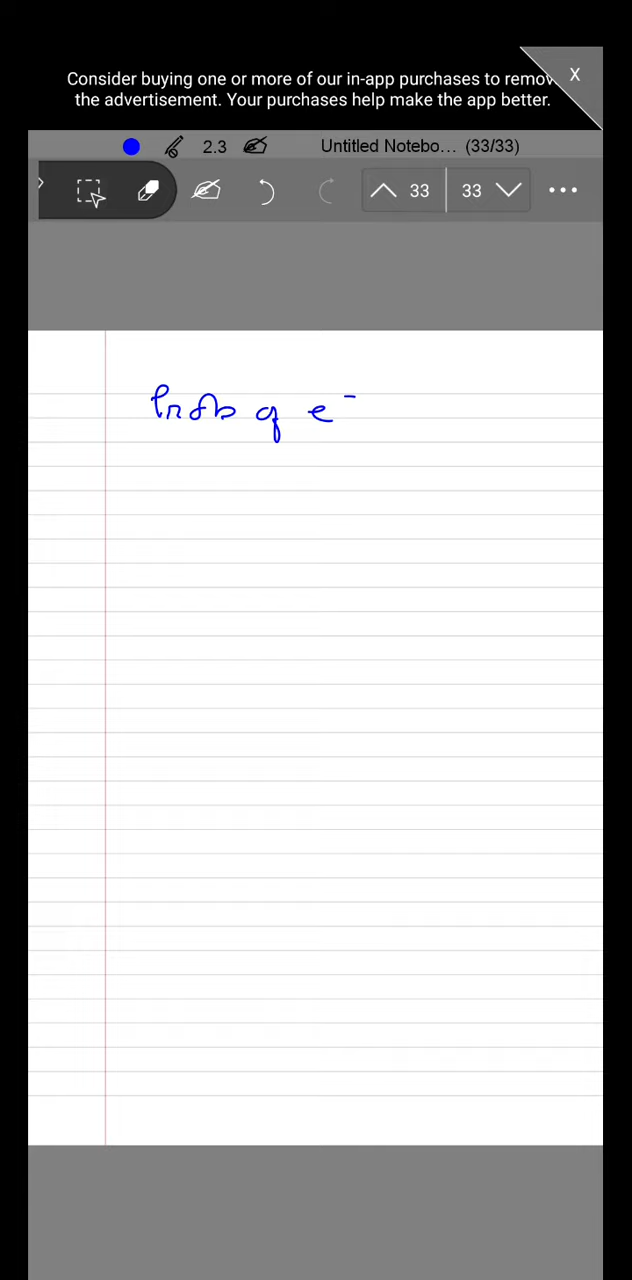 Consider buying one or more of our in-app purchases to remov
the advertisement. Your purchases help make the app better.
X
2.3 Untitled Notebo... (33/33)
33 33
Prob of e⁻